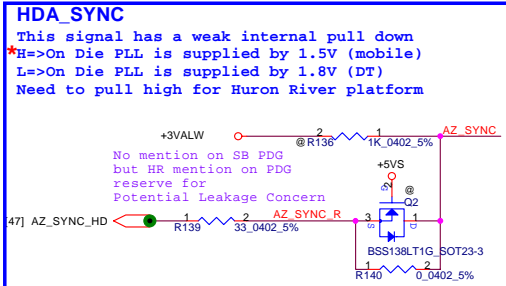 HDA_SYNC
This signal has a weak internal pull down
*H=>On Die PLL is supplied by 1.5V (mobile)
L=>On Die PLL is supplied by 1.8V (DT)
Need to pull high for Huron River platform
+3VALW
2
1
AZ_SYNC
@
R136
1K_0402_5%
No mention on SB PDG
but HR mention on PDG
reserve for
Potential Leakage Concern
+5VS
2
G
@
Q2
[47] AZ_SYNC_HD
1
2
AZ_SYNC_R
3
S
D
1
R139
33_0402_5%
BSS138LT1G_SOT23-3
1
2
R140
0_0402_5%